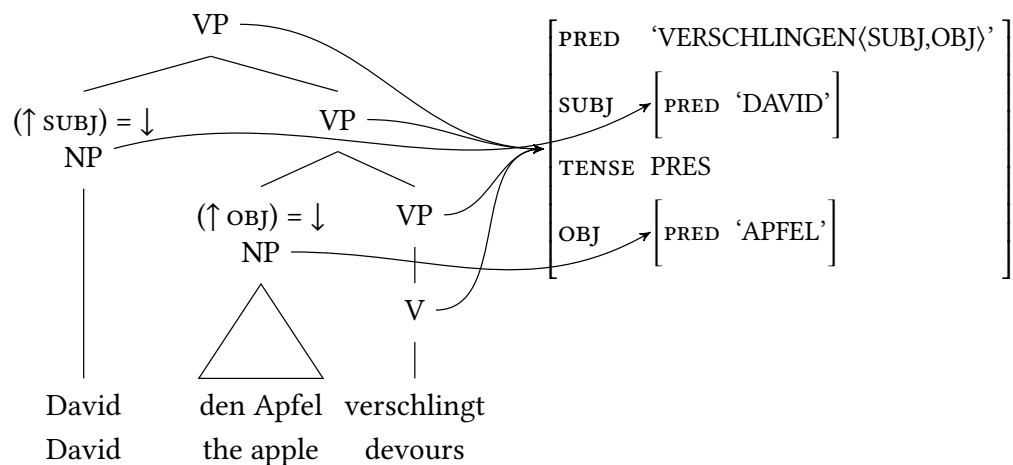 VP
PRED ‘VERSCHLINGEN⟨SUBJ,OBJ⟩’
(↑ SUBJ) = ↓
NP
VP
SUBJ [PRED ‘DAVID’]
TENSE PRES
(↑ OBJ) = ↓
NP
VP
OBJ [PRED ‘APFEL’]
V
David den Apfel verschlingt
David the apple devours